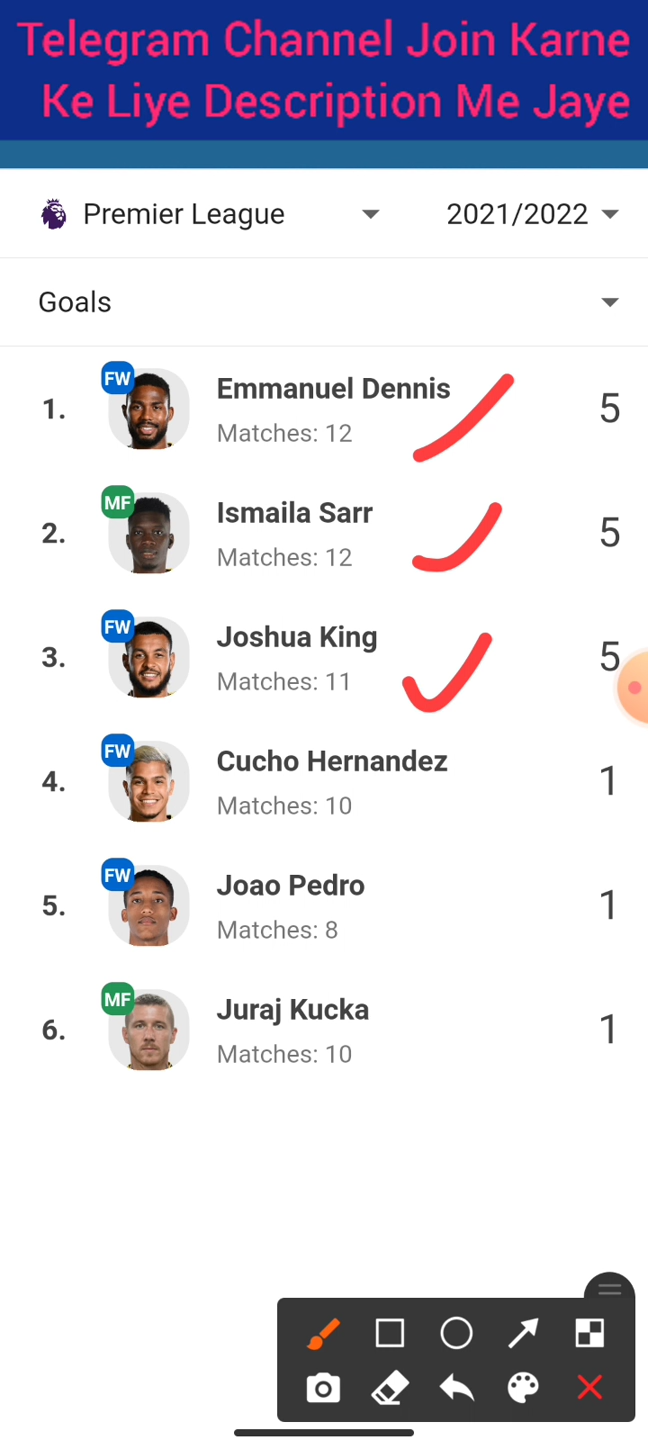 Telegram Channel Join Karne
Ke Liye Description Me Jaye
Premier League 2021/2022
Goals
FW
1. Emmanuel Dennis 5
Matches: 12
MF
2. Ismaila Sarr 5
Matches: 12
FW
3. Joshua King 5
Matches: 11
FW
4. Cucho Hernandez 1
Matches: 10
FW
5. Joao Pedro 1
Matches: 8
MF
6. Juraj Kucka 1
Matches: 10